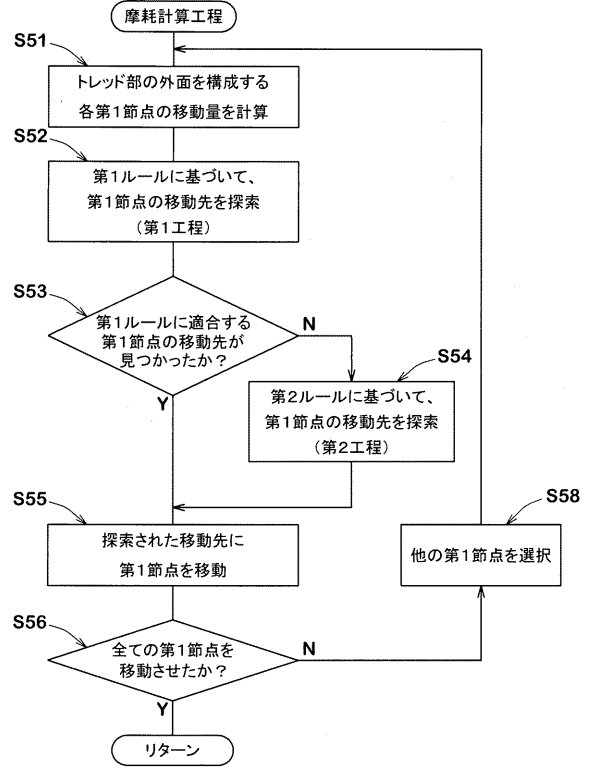 摩耗計算工程
S51
トレッド部の外面を構成する
各第1節点の移動量を計算
S52
第1ルールに基づいて、
第1節点の移動先を探索
(第1工程)
S53
第1ルールに適合する
第1節点の移動先が
見つかったか？
N
Y
S54
第2ルールに基づいて、
第1節点の移動先を探索
(第2工程)
S55
探索された移動先に
第1節点を移動
S58
他の第1節点を選択
S56
全ての第1節点を
移動させたか？
N
Y
リターン